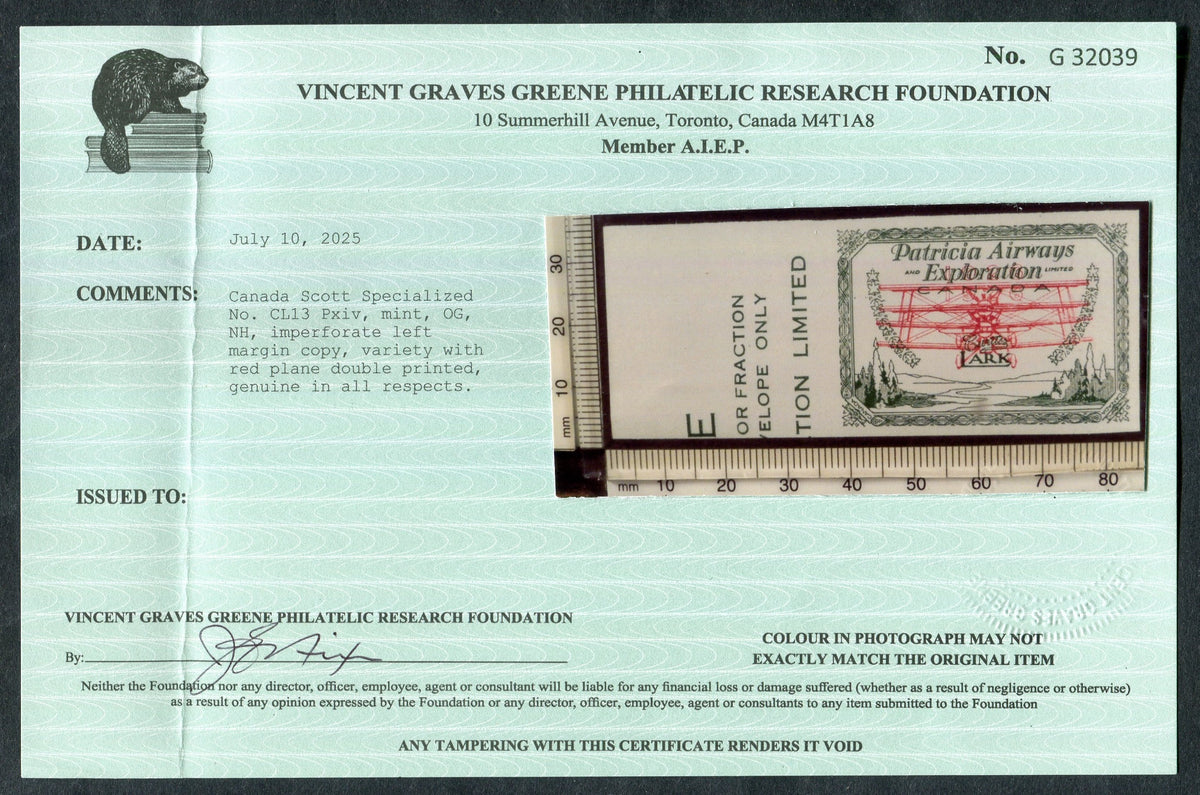 No. G 32039
VINCENT GRAVES GREENE PHILATELIC RESEARCH FOUNDATION
10 Summerhill Avenue, Toronto, Canada M4T1A8
Member A.I.E.P.
DATE: July 10, 2025
COMMENTS: Canada Scott Specialized
No. CL13 Pxiv, mint, OG,
NH, imperforate left
margin copy, variety with
red plane double printed,
genuine in all respects.
30
20
10
mm
E
OR FRACTION
VELOPE ONLY
TION LIMITED
Patricia Airways
AND Exploration LIMITED
CANADA
LARK
mm 10 20 30 40 50 60 70 80
ISSUED TO:
VINCENT GRAVES GREENE PHILATELIC RESEARCH FOUNDATION
By:
COLOUR IN PHOTOGRAPH MAY NOT
EXACTLY MATCH THE ORIGINAL ITEM
Neither the Foundation nor any director, officer, employee, agent or consultant will be liable for any financial loss or damage suffered (whether as a result of negligence or otherwise)
as a result of any opinion expressed by the Foundation or any director, officer, employee, agent or consultants to any item submitted to the Foundation
ANY TAMPERING WITH THIS CERTIFICATE RENDERS IT VOID